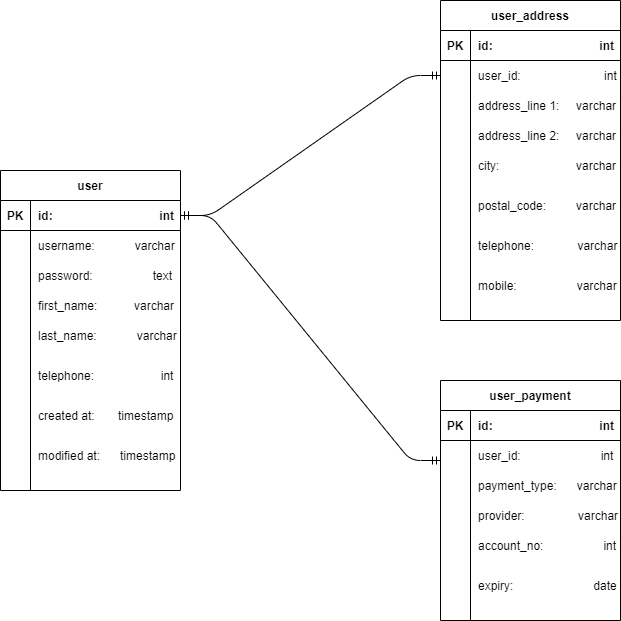 user_address
PK id: int
user_id: int
address_line 1: varchar
address_line 2: varchar
city: varchar
postal_code: varchar
telephone: varchar
mobile: varchar
user
PK id: int
username: varchar
password: text
first_name: varchar
last_name: varchar
telephone: int
created at: timestamp
modified at: timestamp
user_payment
PK id: int
user_id: int
payment_type: varchar
provider: varchar
account_no: int
expiry: date